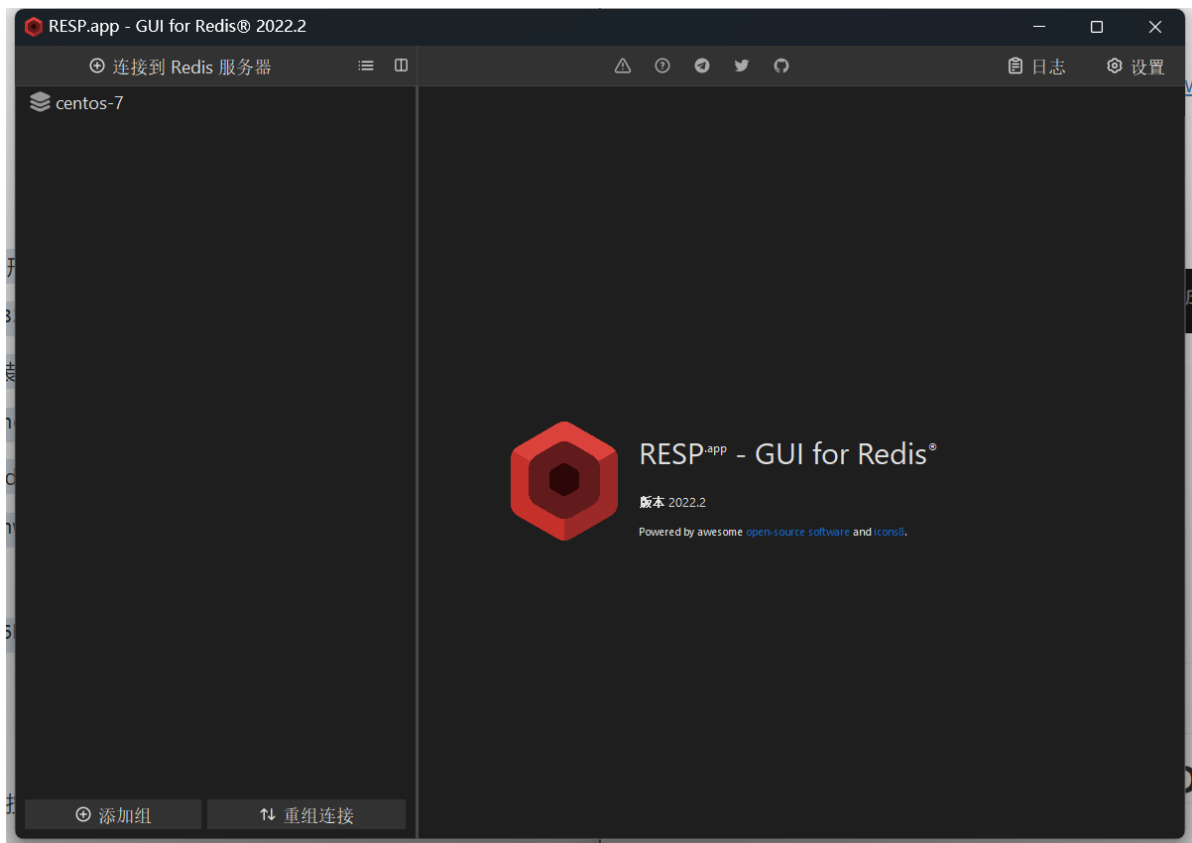 RESP.app - GUI for Redis® 2022.2
连接到 Redis 服务器
日志
设置
centos-7
RESP.app - GUI for Redis®
版本 2022.2
Powered by awesome open-source software and icons8.
添加组
重组连接